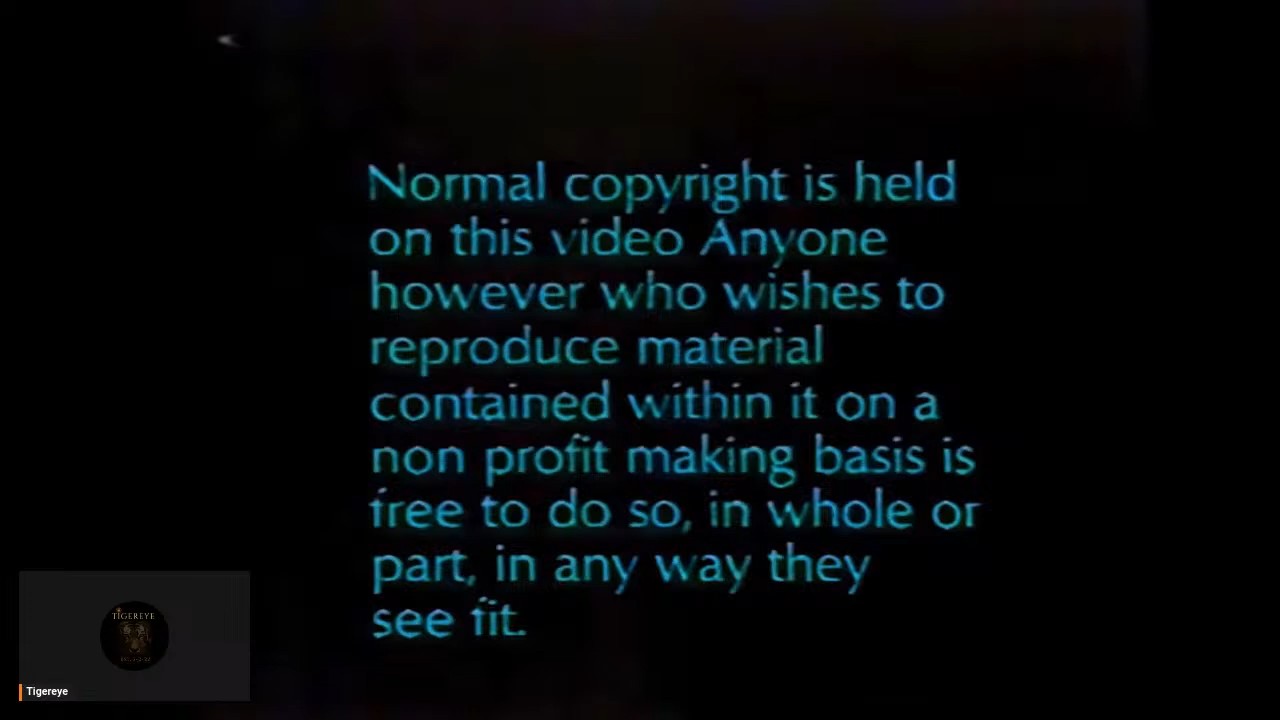 Normal copyright is held
on this video Anyone
however who wishes to
reproduce material
contained within it on a
non profit making basis is
free to do so, in whole or
part, in any way they
see fit.
TIGEREYE
Tigereye